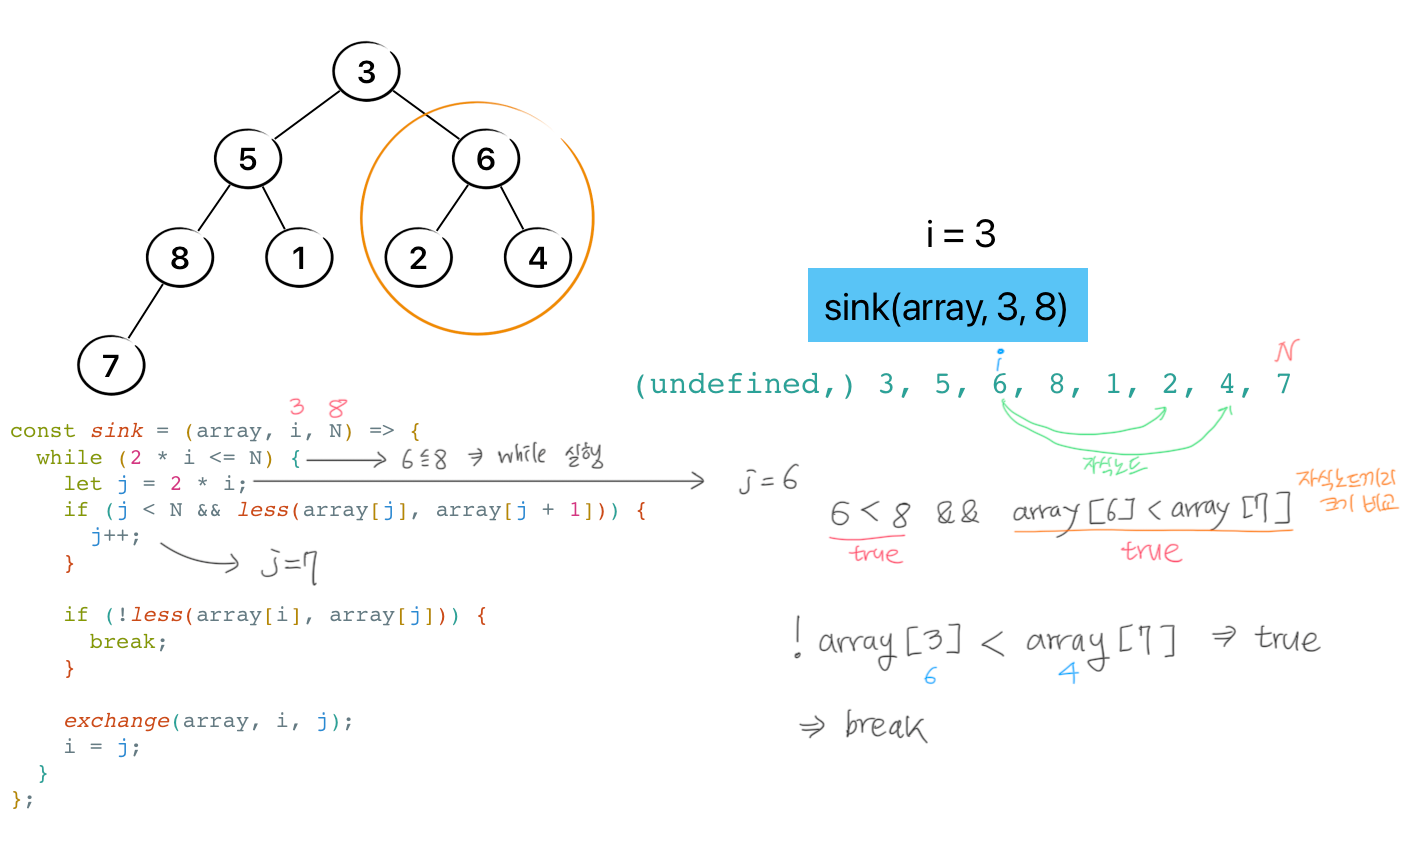 3
5
6
8
1
2
4
7
i = 3
sink(array, 3, 8)
i
N
(undefined,) 3, 5, 6, 8, 1, 2, 4, 7
자식노드
3 8
const sink = (array, i, N) => {
while (2 * i <= N) {
6≤8 ⇒ while 실행
let j = 2 * i;
j=6
if (j < N && less(array[j], array[j + 1])) {
j++;
j=7
}
if (!less(array[i], array[j])) {
break;
}
exchange(array, i, j);
i = j;
}
};
자식노드끼리
크기 비교
6 < 8 && array[6] < array[7]
true
true
! array[3] < array[7] ⇒ true
6
4
⇒ break